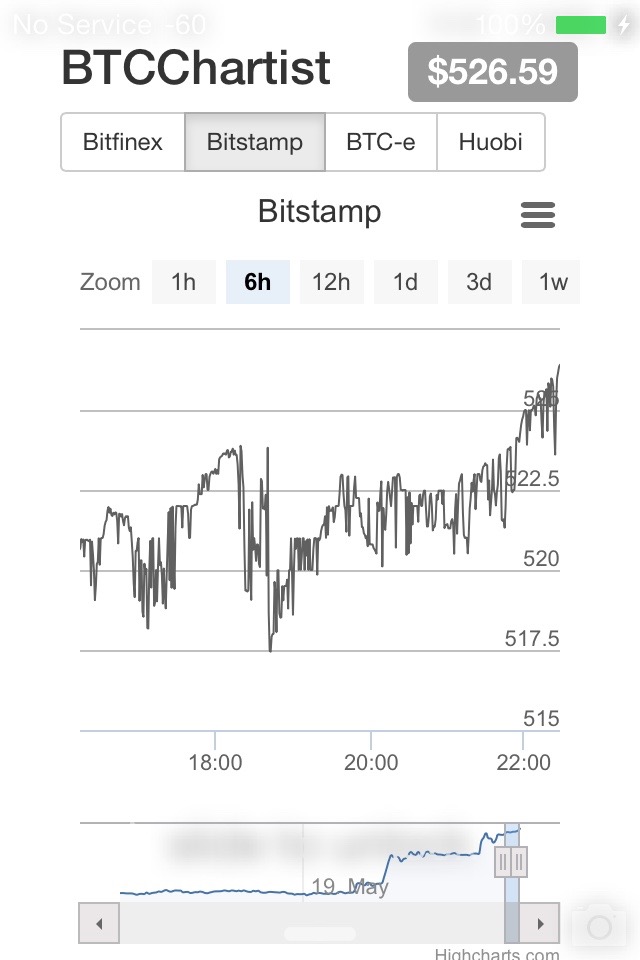 No Service -60 100%
BTCChartist $526.59
Bitfinex Bitstamp BTC-e Huobi
Bitstamp
Zoom 1h 6h 12h 1d 3d 1w
525
522.5
520
517.5
515
18:00 20:00 22:00
19. May
Highcharts.com